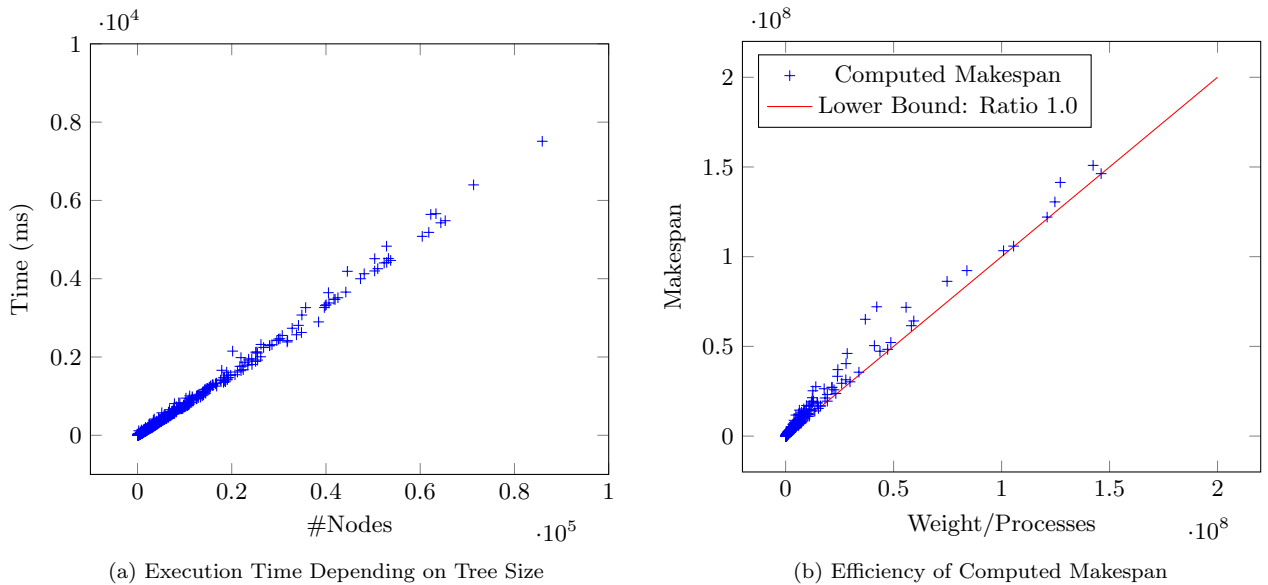 ·10^4
1
0.8
0.6
0.4
0.2
0
0 0.2 0.4 0.6 0.8 1
·10^5
Time (ms)
#Nodes
(a) Execution Time Depending on Tree Size
·10^8
2
1.5
1
0.5
0
0 0.5 1 1.5 2
·10^8
Makespan
Weight/Processes
Computed Makespan
Lower Bound: Ratio 1.0
(b) Efficiency of Computed Makespan